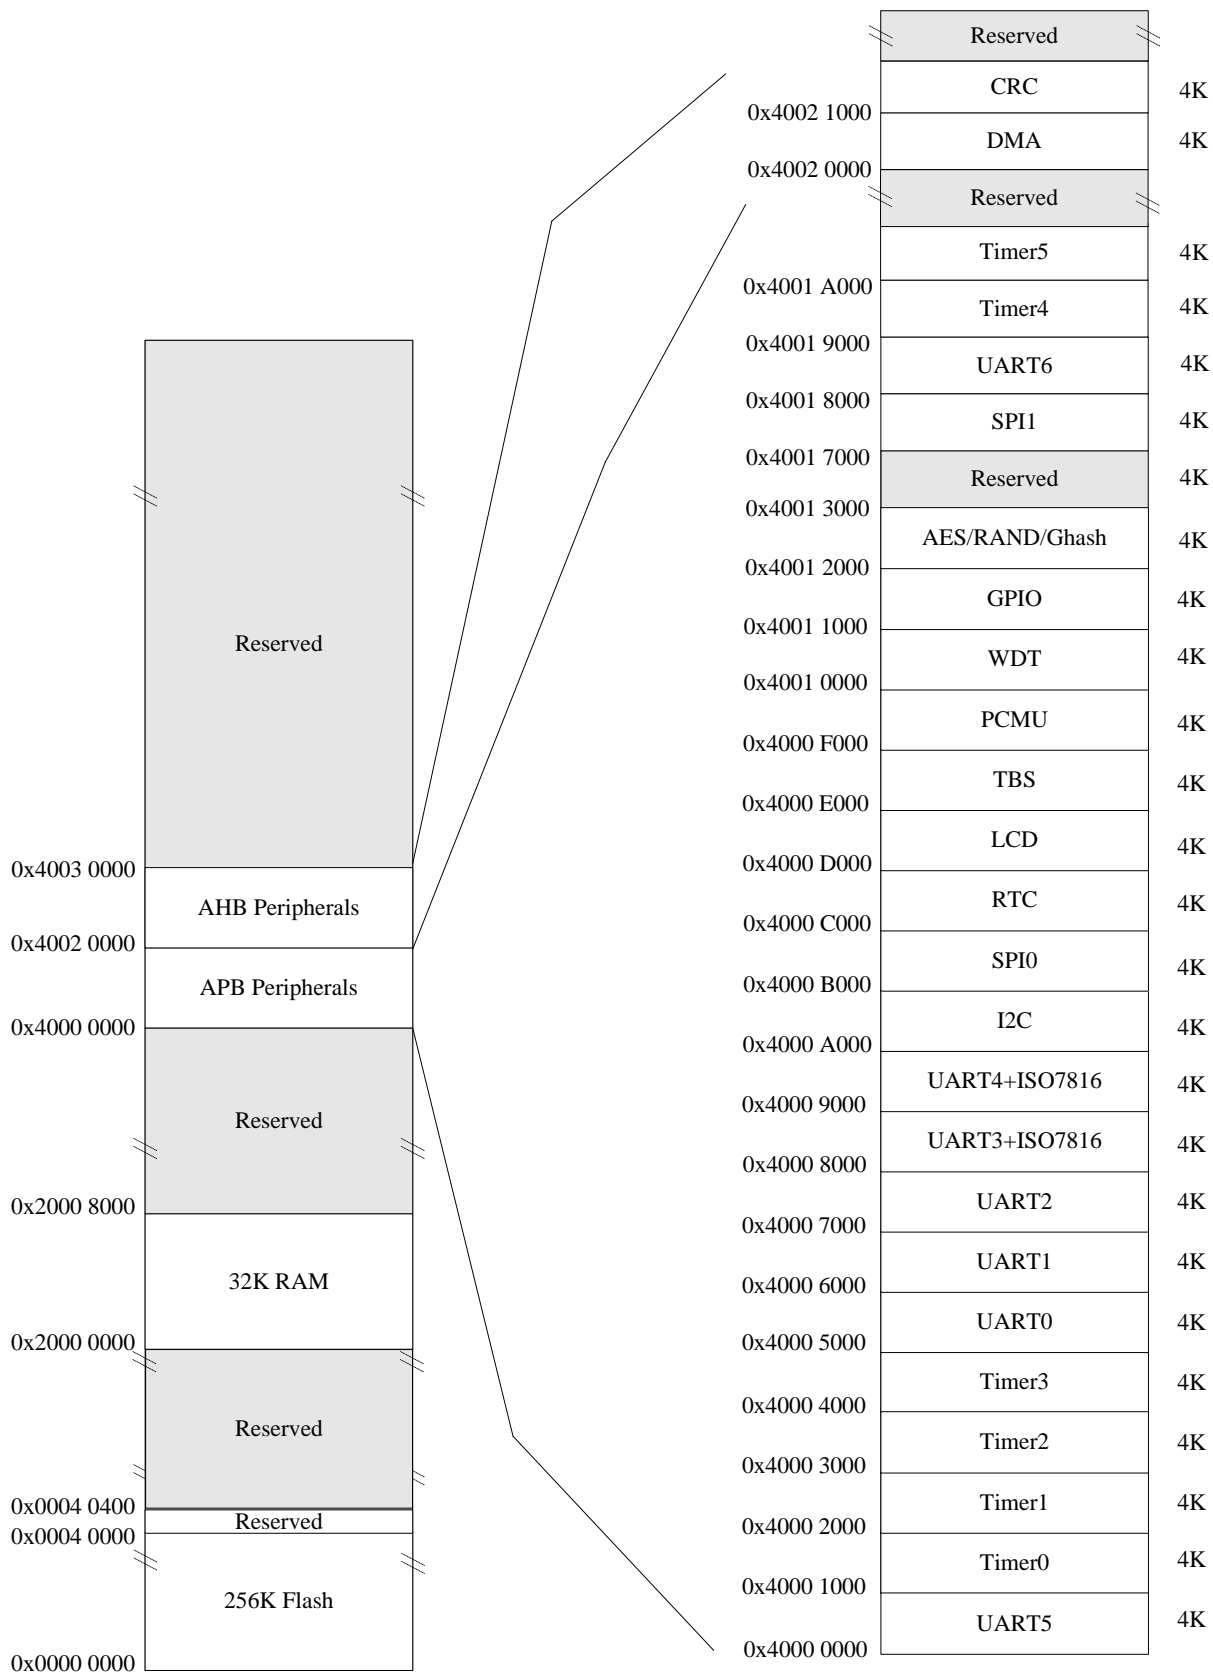 Reserved
0x4003 0000
AHB Peripherals
0x4002 0000
APB Peripherals
0x4000 0000
Reserved
0x2000 8000
32K RAM
0x2000 0000
Reserved
0x0004 0400
Reserved
0x0004 0000
256K Flash
0x0000 0000
Reserved
CRC 4K
0x4002 1000
DMA 4K
0x4002 0000
Reserved
Timer5 4K
0x4001 A000
Timer4 4K
0x4001 9000
UART6 4K
0x4001 8000
SPI1 4K
0x4001 7000
Reserved 4K
0x4001 3000
AES/RAND/Ghash 4K
0x4001 2000
GPIO 4K
0x4001 1000
WDT 4K
0x4001 0000
PCMU 4K
0x4000 F000
TBS 4K
0x4000 E000
LCD 4K
0x4000 D000
RTC 4K
0x4000 C000
SPI0 4K
0x4000 B000
I2C 4K
0x4000 A000
UART4+ISO7816 4K
0x4000 9000
UART3+ISO7816 4K
0x4000 8000
UART2 4K
0x4000 7000
UART1 4K
0x4000 6000
UART0 4K
0x4000 5000
Timer3 4K
0x4000 4000
Timer2 4K
0x4000 3000
Timer1 4K
0x4000 2000
Timer0 4K
0x4000 1000
UART5 4K
0x4000 0000